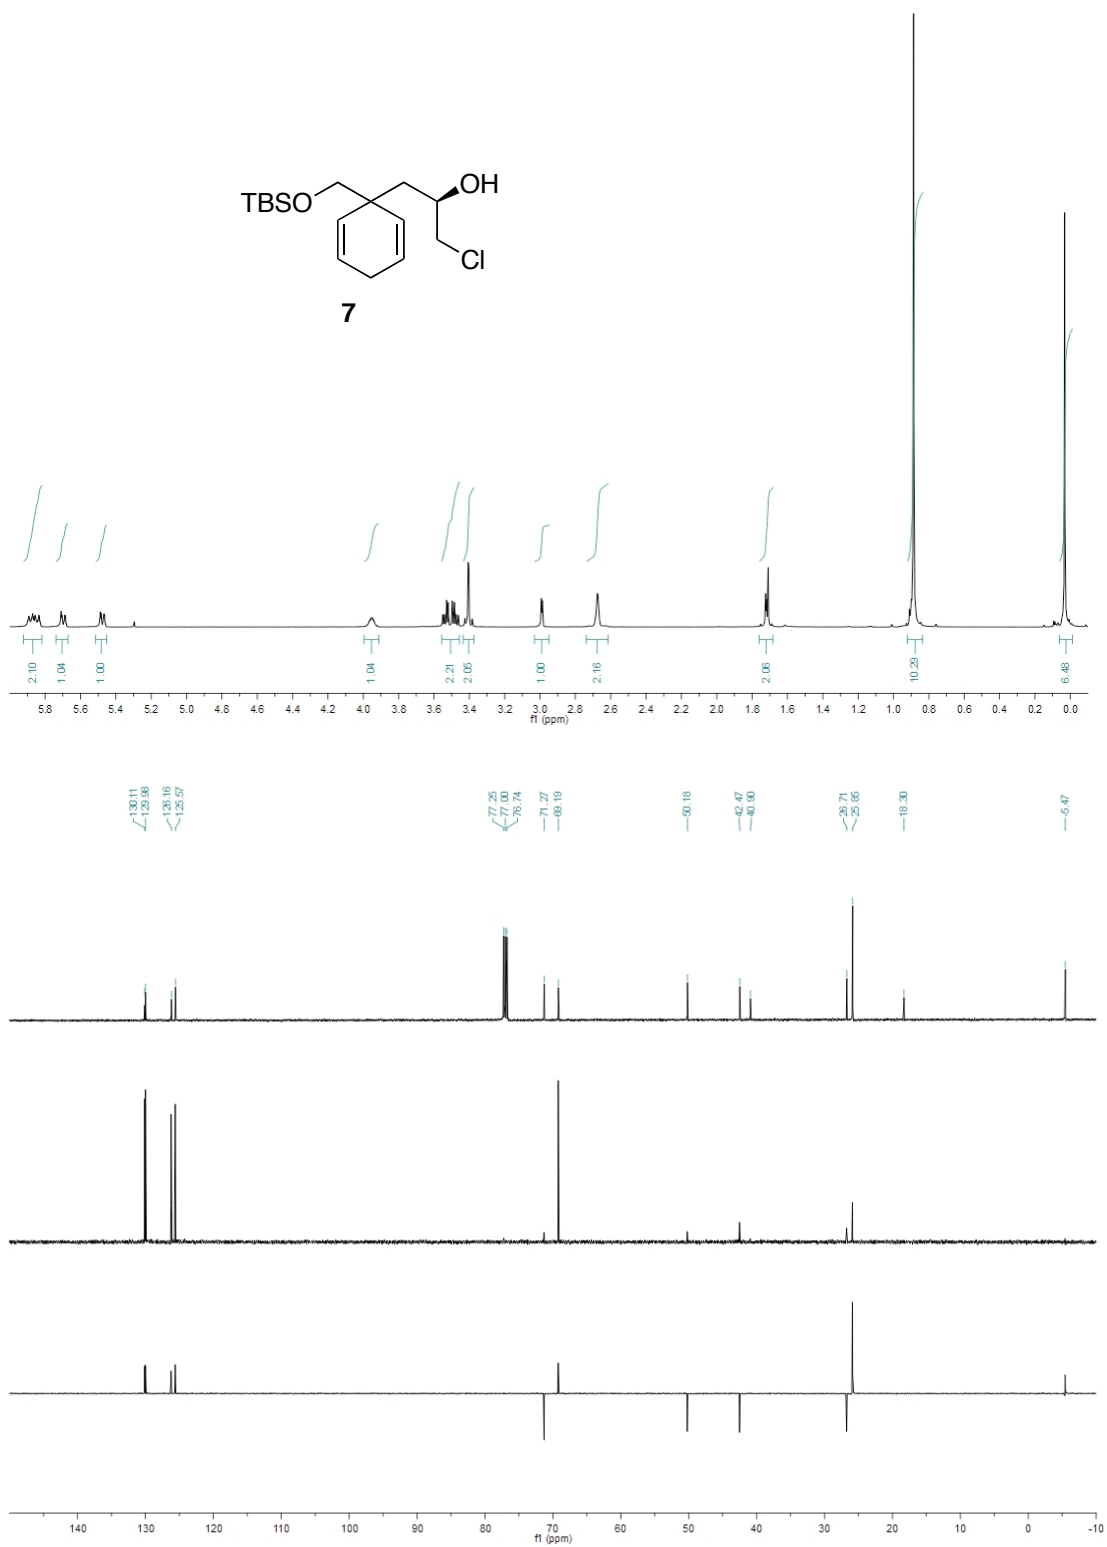 OH
TBSO
Cl
7
2.10 1.04 1.00 1.04 2.21 2.05 1.00 2.16 2.06 10.29 6.48
5.8 5.6 5.4 5.2 5.0 4.8 4.6 4.4 4.2 4.0 3.8 3.6 3.4 3.2 3.0 2.8 2.6 2.4 2.2 2.0 1.8 1.6 1.4 1.2 1.0 0.8 0.6 0.4 0.2 0.0
f1 (ppm)
130.11 129.98 126.16 125.57 77.25 77.00 76.74 71.27 69.19 50.18 42.47 40.90 26.71 25.85 18.30 -5.47
140 130 120 110 100 90 80 70 60 50 40 30 20 10 0 -10
f1 (ppm)